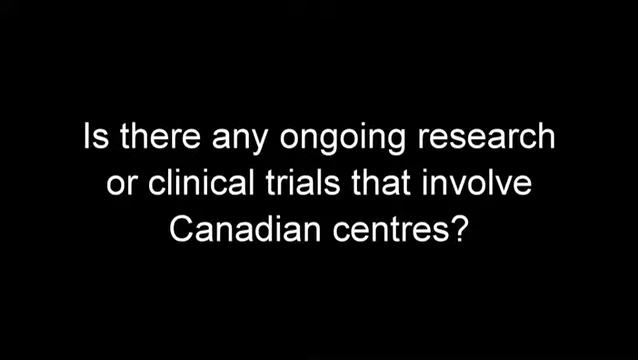 Is there any ongoing research
or clinical trials that involve
Canadian centres?